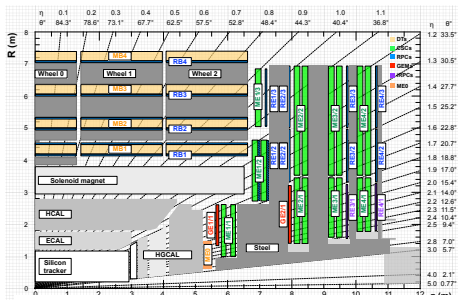 η 0.1 0.2 0.3 0.4 0.5 0.6 0.7 0.8 0.9 1.0 1.1
θ° 84.3° 78.6° 73.1° 67.7° 62.5° 57.5° 52.8° 48.4° 44.3° 40.4° 36.8° η θ°
R (m)
8
7
6
5
4
3
2
1
0
MB4
RB4
Wheel 0
Wheel 1
Wheel 2
MB3
RB3
MB2
RB2
MB1
RB1
Solenoid magnet
HCAL
ECAL
Silicon
tracker
HGCAL
Steel
ME0
GE1/1
ME1/1
ME1/2
ME1/3
RE1/3
RE1/2
RE2/3
RE2/2
GE2/1
ME2/1
ME2/2
ME3/1
ME3/2
RE3/1
RE3/2
RE3/3
ME4/1
ME4/2
RE4/1
RE4/2
RE4/3
DTs
CSCs
RPCs
GEMs
iRPCs
ME0
1.2 33.5°
1.3 30.5°
1.4 27.7°
1.5 25.2°
1.6 22.8°
1.7 20.7°
1.8 18.8°
1.9 17.0°
2.0 15.4°
2.1 14.0°
2.2 12.6°
2.3 11.5°
2.4 10.4°
2.5 9.4°
2.8 7.0°
3.0 5.7°
4.0 2.1°
5.0 0.77°
1 2 3 4 5 6 7 8 9 10 11 12